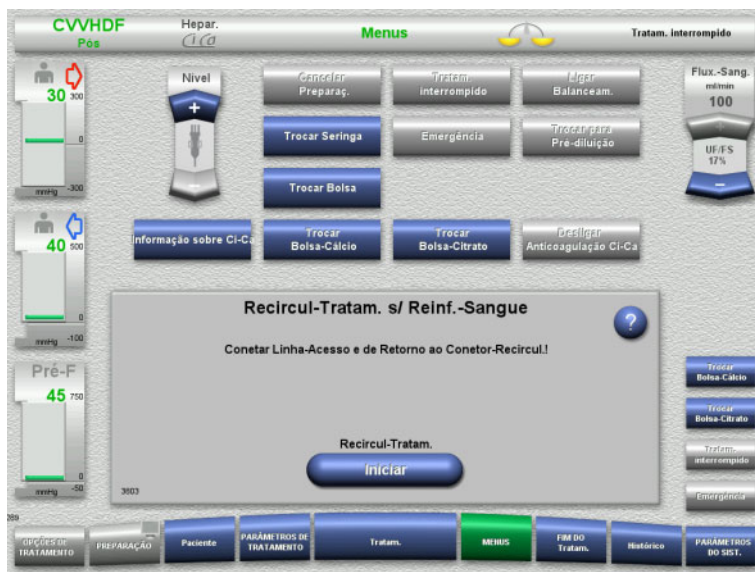 CVVHDF
Pós
Hepar.
Ci Ca
Menus
Tratam. interrompido
30 300
0
mmHg -300
Nível
+
−
Cancelar
Preparaç.
Tratam.
interrompido
Ligar
Balanceam.
Flux.-Sang.
ml/min
100
+
UF/FS
17%
−
Trocar Seringa
Emergência
Trocar para
Pré-diluição
Trocar Bolsa
40 500
0
mmHg -100
Informação sobre Ci-Ca
Trocar
Bolsa-Cálcio
Trocar
Bolsa-Citrato
Desligar
Anticoagulação Ci-Ca
Recircul-Tratam. s/ Reinf.-Sangue
?
Conetar Linha-Acesso e de Retorno ao Conetor-Recircul.!
Recircul-Tratam.
Iniciar
3803
Pré-F
45 750
0
mmHg -50
Trocar
Bolsa-Cálcio
Trocar
Bolsa-Citrato
Tratam.
interrompido
Emergência
OPÇÕES DE
TRATAMENTO
PREPARAÇÃO
Paciente
PARÂMETROS DE
TRATAMENTO
Tratam.
MENUS
FIM DO
Tratam.
Histórico
PARÂMETROS
DO SIST.